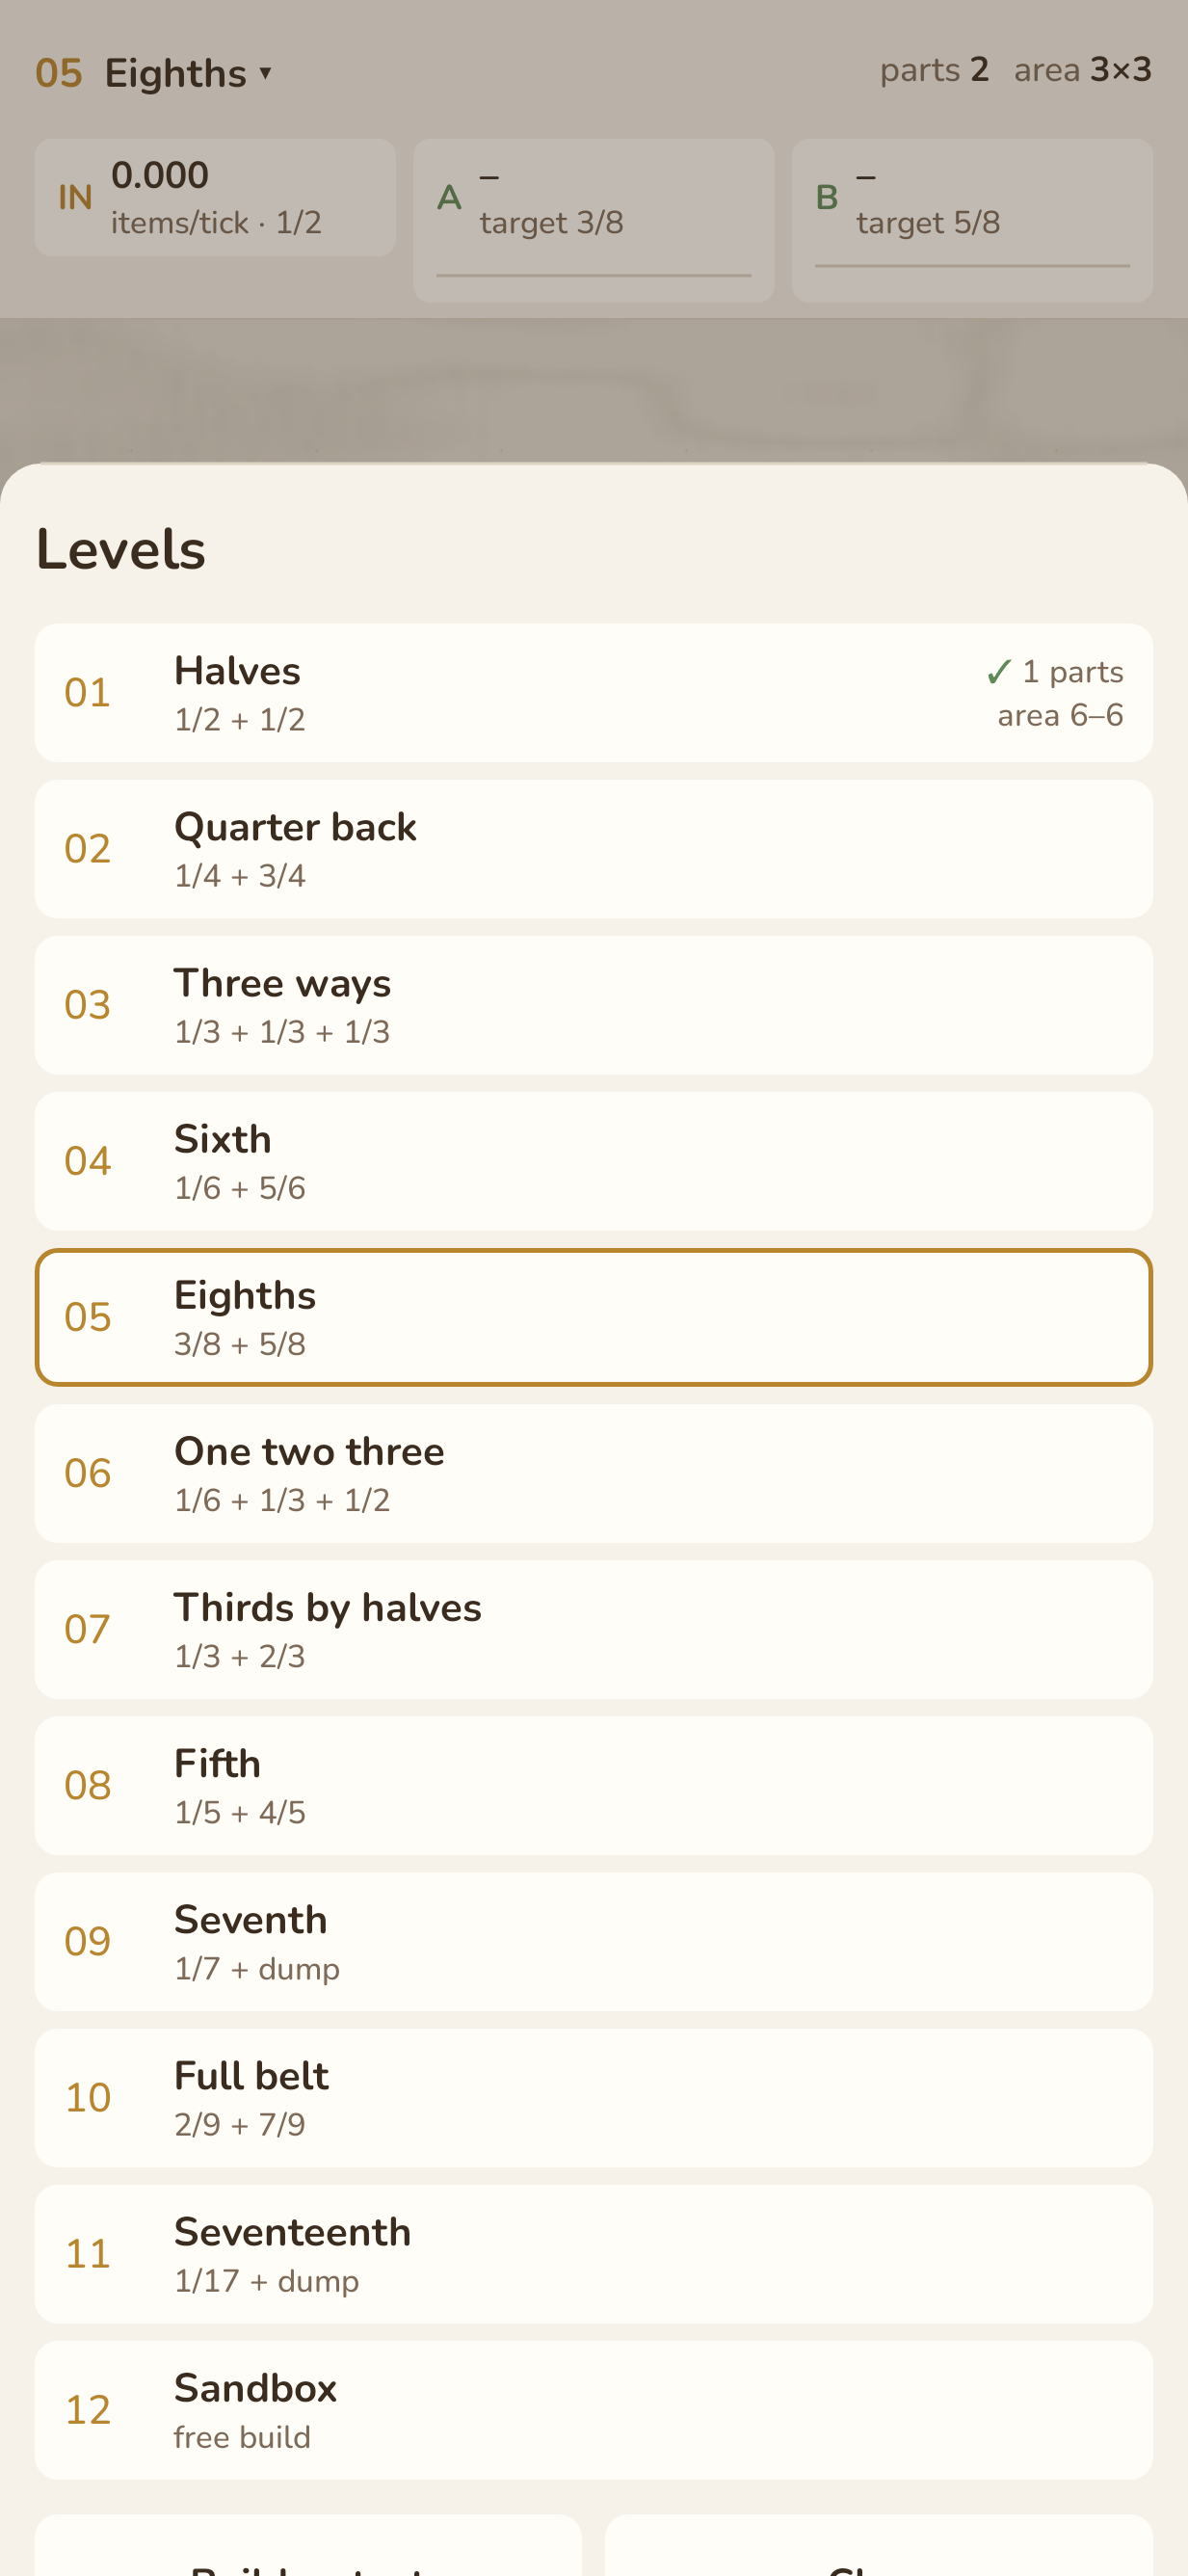 05 Eighths ▾
parts 2 area 3×3
IN 0.000
items/tick · 1/2
A –
target 3/8
B –
target 5/8
Levels
01 Halves
1/2 + 1/2
✓ 1 parts
area 6–6
02 Quarter back
1/4 + 3/4
03 Three ways
1/3 + 1/3 + 1/3
04 Sixth
1/6 + 5/6
05 Eighths
3/8 + 5/8
06 One two three
1/6 + 1/3 + 1/2
07 Thirds by halves
1/3 + 2/3
08 Fifth
1/5 + 4/5
09 Seventh
1/7 + dump
10 Full belt
2/9 + 7/9
11 Seventeenth
1/17 + dump
12 Sandbox
free build